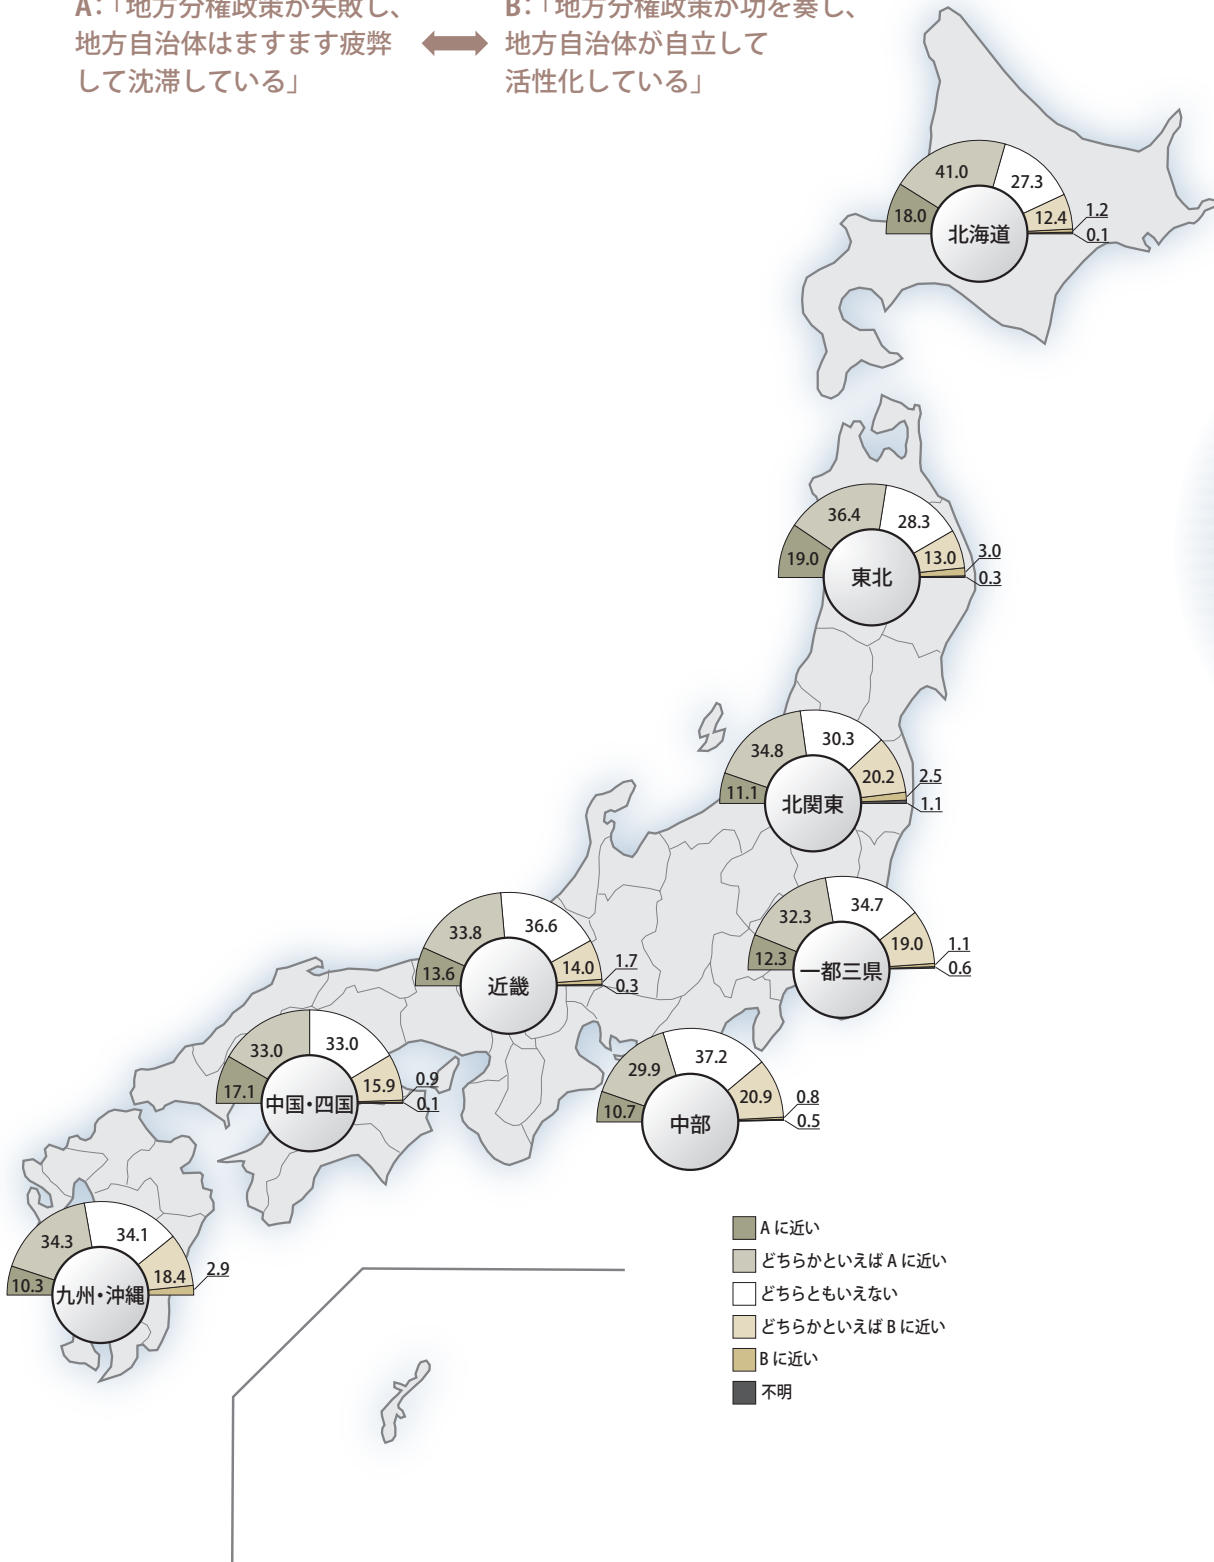 A：「地方分権政策が失敗し、
地方自治体はますます疲弊
して沈滞している」
B：「地方分権政策が功を奏し、
地方自治体が自立して
活性化している」
41.0
27.3
18.0
12.4
1.2
0.1
北海道
36.4
28.3
19.0
13.0
3.0
0.3
東北
34.8
30.3
11.1
20.2
2.5
1.1
北関東
32.3
34.7
12.3
19.0
1.1
0.6
一都三県
33.8
36.6
13.6
14.0
1.7
0.3
近畿
33.0
33.0
17.1
15.9
0.9
0.1
中国・四国
29.9
37.2
10.7
20.9
0.8
0.5
中部
34.3
34.1
10.3
18.4
2.9
九州・沖縄
A に近い
どちらかといえば A に近い
どちらともいえない
どちらかといえば B に近い
B に近い
不明